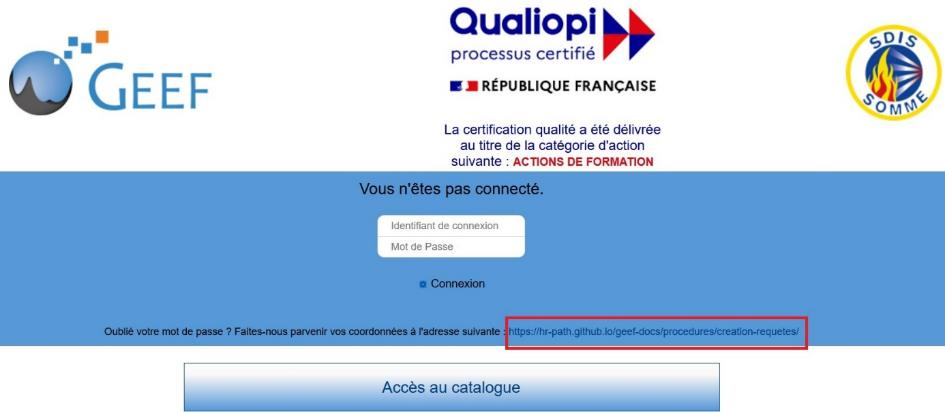 GEEF
Qualiopi
processus certifié
RÉPUBLIQUE FRANÇAISE
SDIS
SOMME
La certification qualité a été délivrée
au titre de la catégorie d'action
suivante : ACTIONS DE FORMATION
Vous n'êtes pas connecté.
Identifiant de connexion
Mot de Passe
Connexion
Oublié votre mot de passe ? Faites-nous parvenir vos coordonnées à l'adresse suivante : https://hr-path.github.io/geef-docs/procedures/creation-requetes/
Accès au catalogue